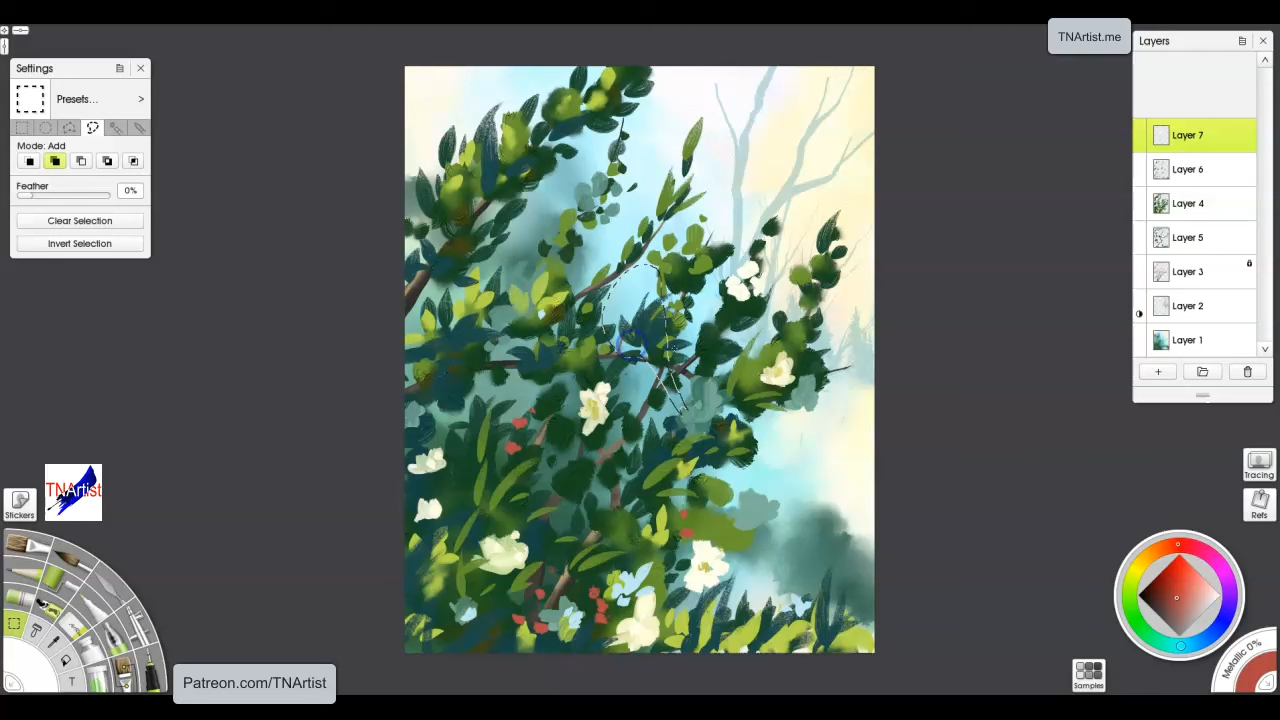 TNArtist.me
Settings
Presets...
>
Mode: Add
Feather
0%
Clear Selection
Invert Selection
Layers
Layer 7
Layer 6
Layer 4
Layer 5
Layer 3
Layer 2
Layer 1
+
Tracing
Refs
Stickers
TNArtist
T
Patreon.com/TNArtist
Samples
Metallic 0%